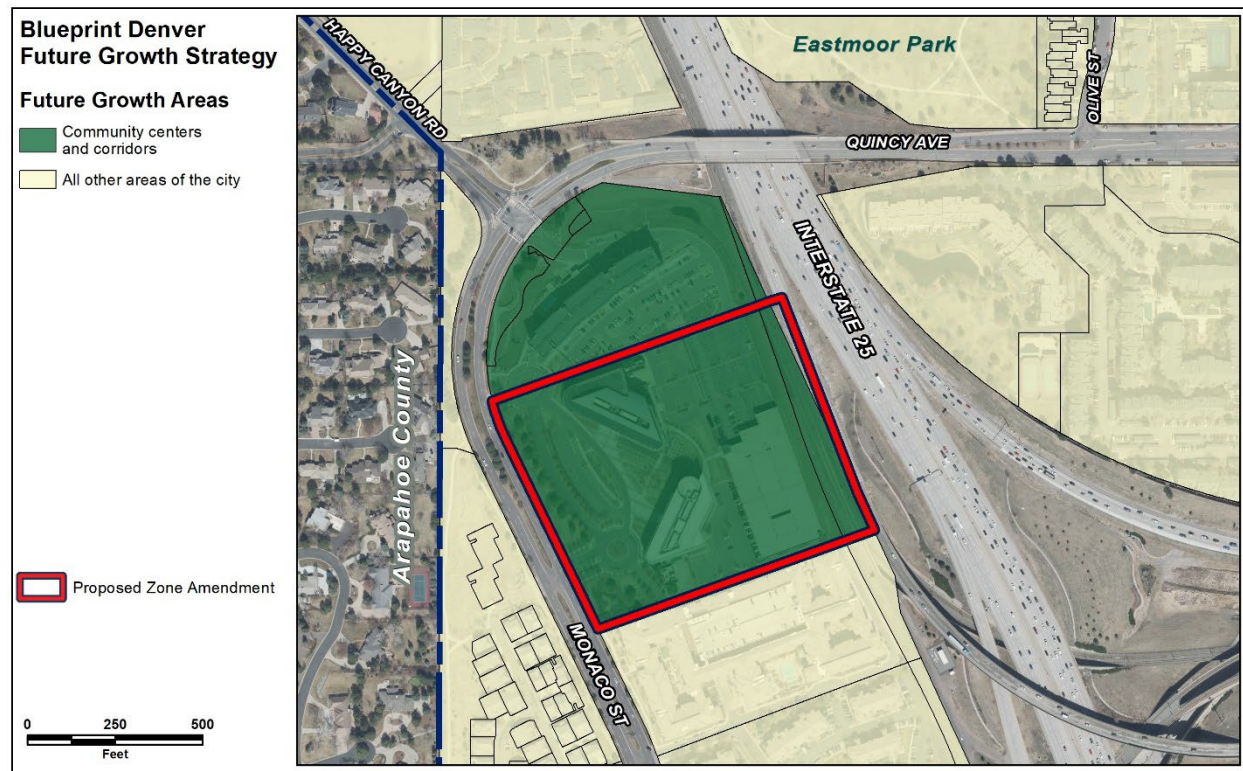 Blueprint Denver
Future Growth Strategy
Future Growth Areas
Community centers
and corridors
All other areas of the city
Proposed Zone Amendment
0 250 500
Feet
HAPPY CANYON RD
Eastmoor Park
OLIVE ST
QUINCY AVE
INTERSTATE 25
Arapahoe County
MONACO ST